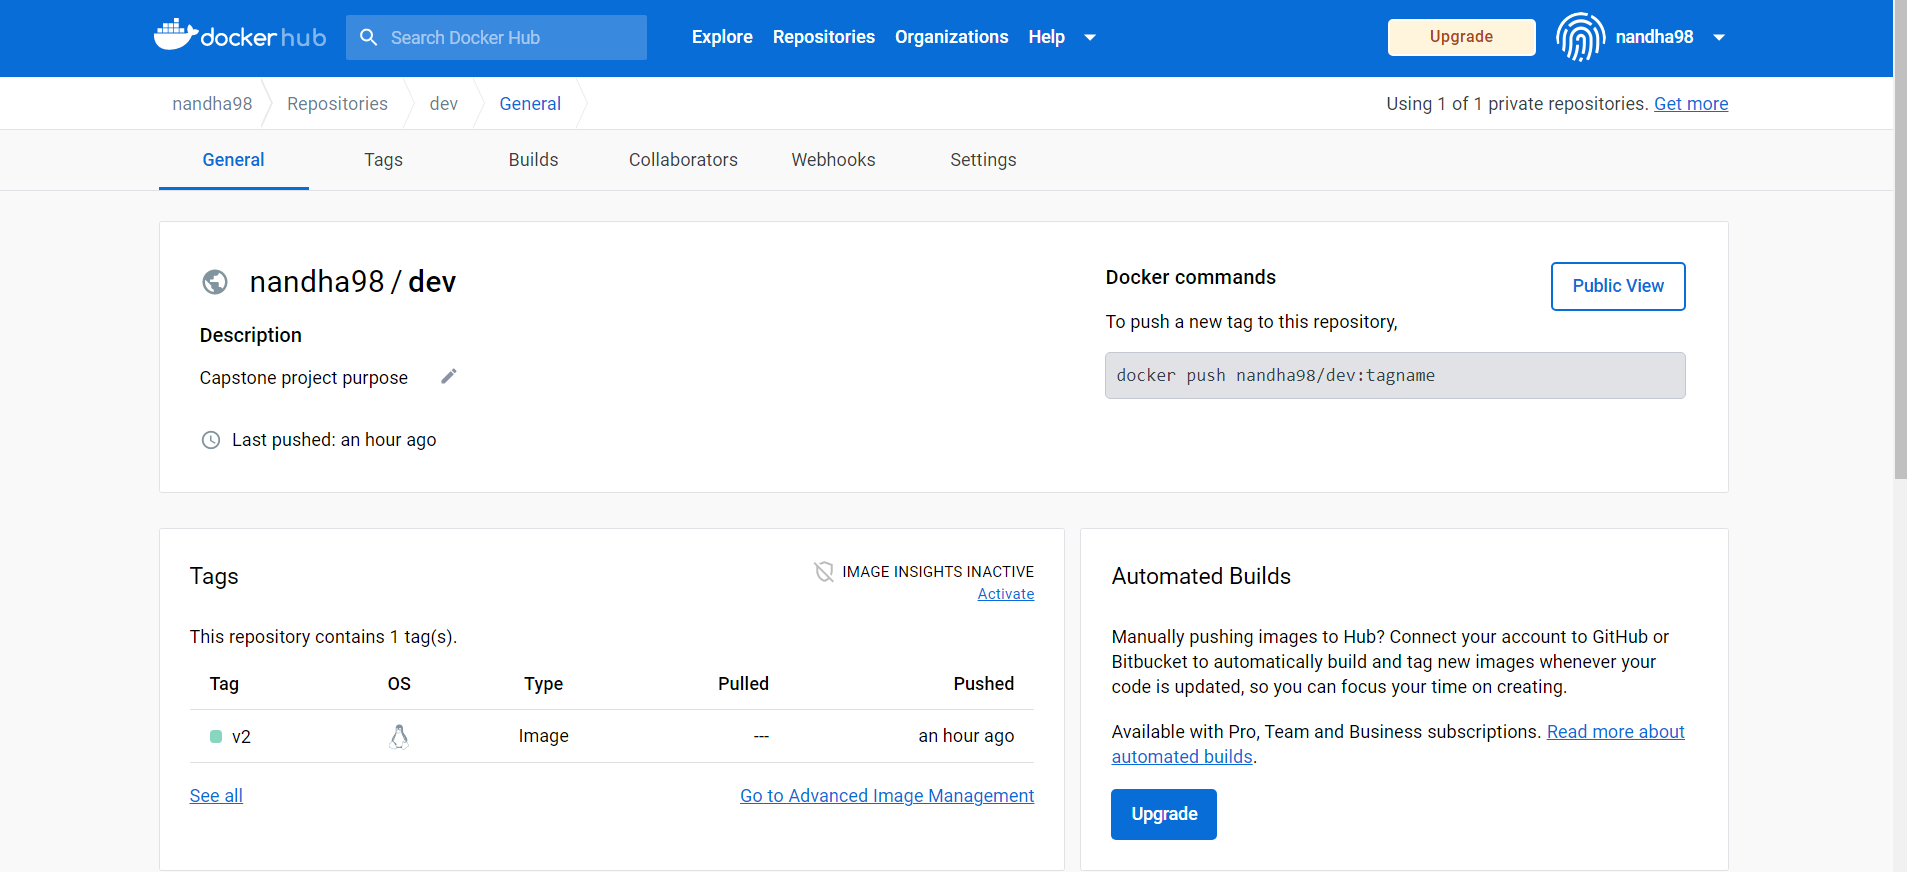 docker hub
Search Docker Hub
Explore Repositories Organizations Help
Upgrade
nandha98
nandha98 Repositories dev General
Using 1 of 1 private repositories. Get more
General Tags Builds Collaborators Webhooks Settings
nandha98 / dev
Description
Capstone project purpose
Last pushed: an hour ago
Docker commands
Public View
To push a new tag to this repository,
docker push nandha98/dev:tagname
Tags
IMAGE INSIGHTS INACTIVE
Activate
This repository contains 1 tag(s).
Tag OS Type Pulled Pushed
v2 Image --- an hour ago
See all
Go to Advanced Image Management
Automated Builds
Manually pushing images to Hub? Connect your account to GitHub or
Bitbucket to automatically build and tag new images whenever your
code is updated, so you can focus your time on creating.
Available with Pro, Team and Business subscriptions. Read more about
automated builds.
Upgrade